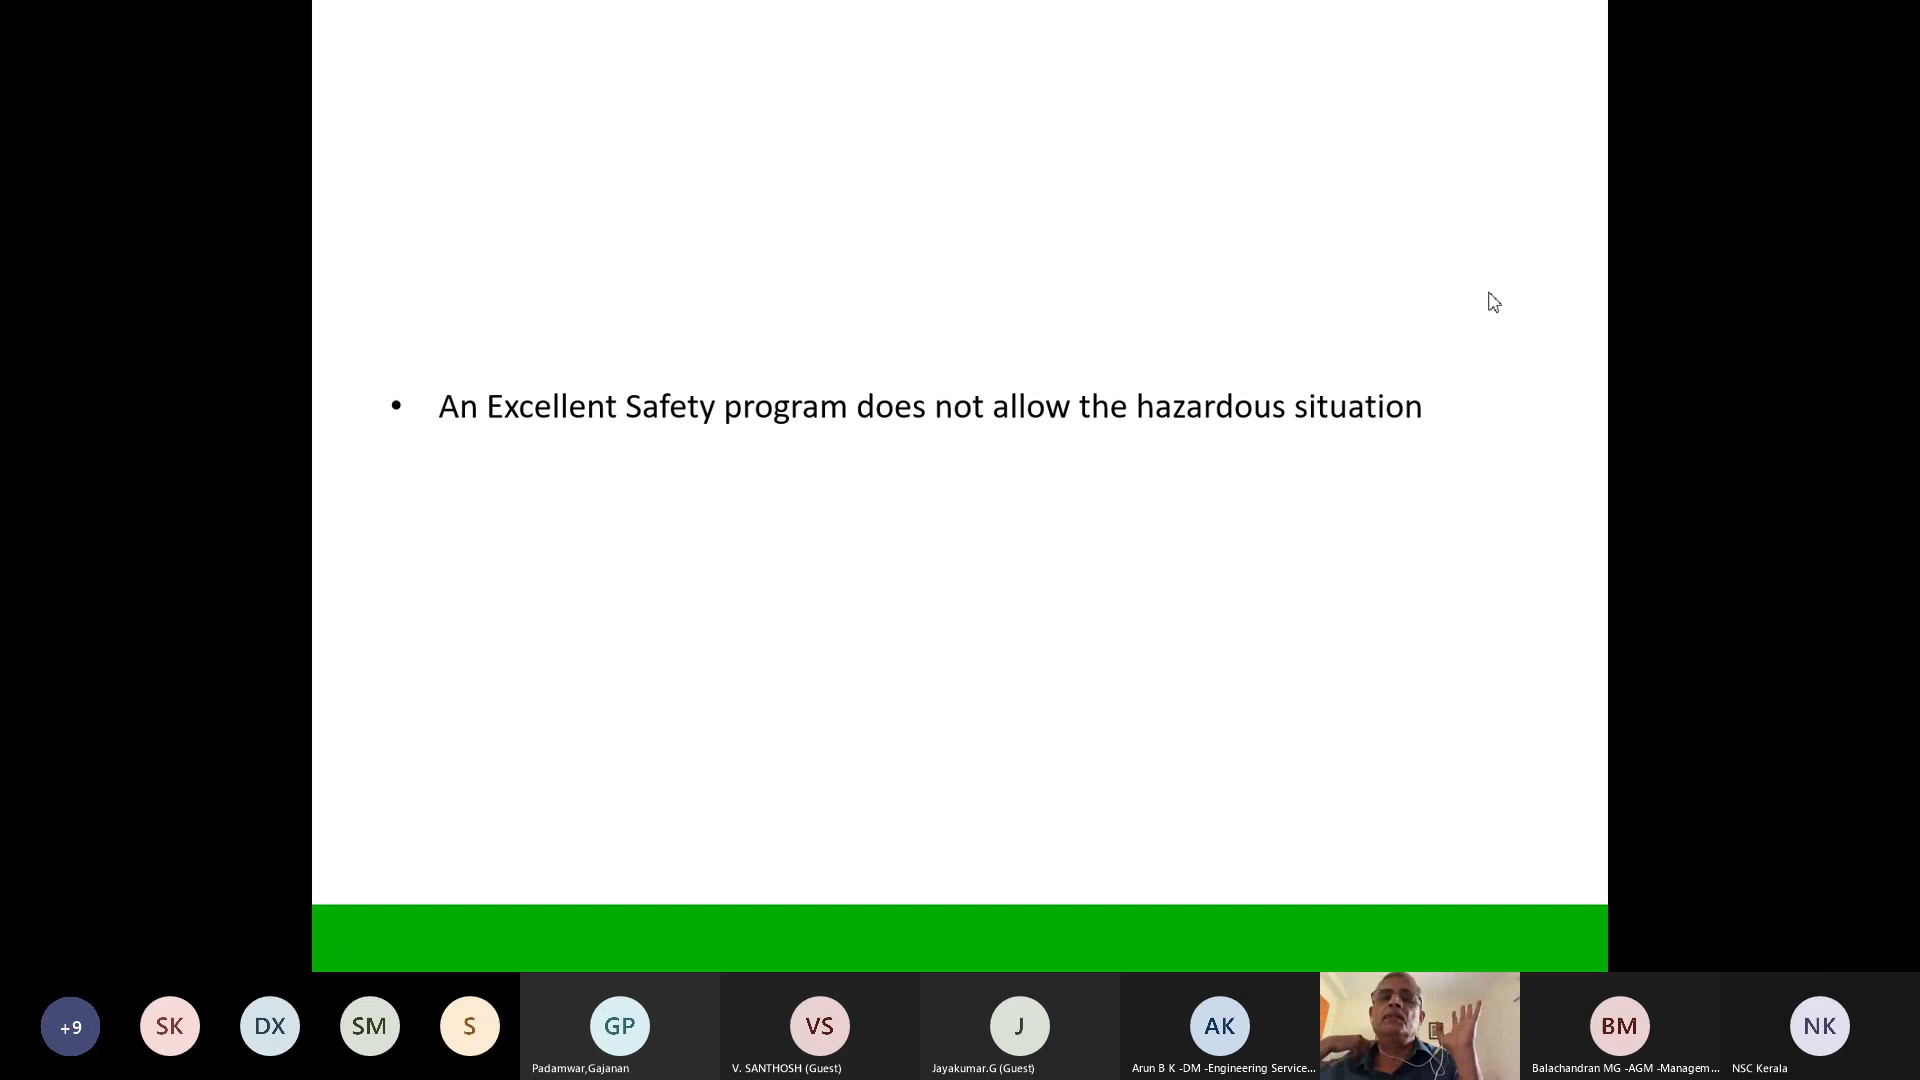 • An Excellent Safety program does not allow the hazardous situation
+9
SK
DX
SM
S
GP
Padamwar,Gajanan
VS
V. SANTHOSH (Guest)
J
Jayakumar.G (Guest)
AK
Arun B K -DM -Engineering Service...
BM
Balachandran MG -AGM -Managem...
NK
NSC Kerala